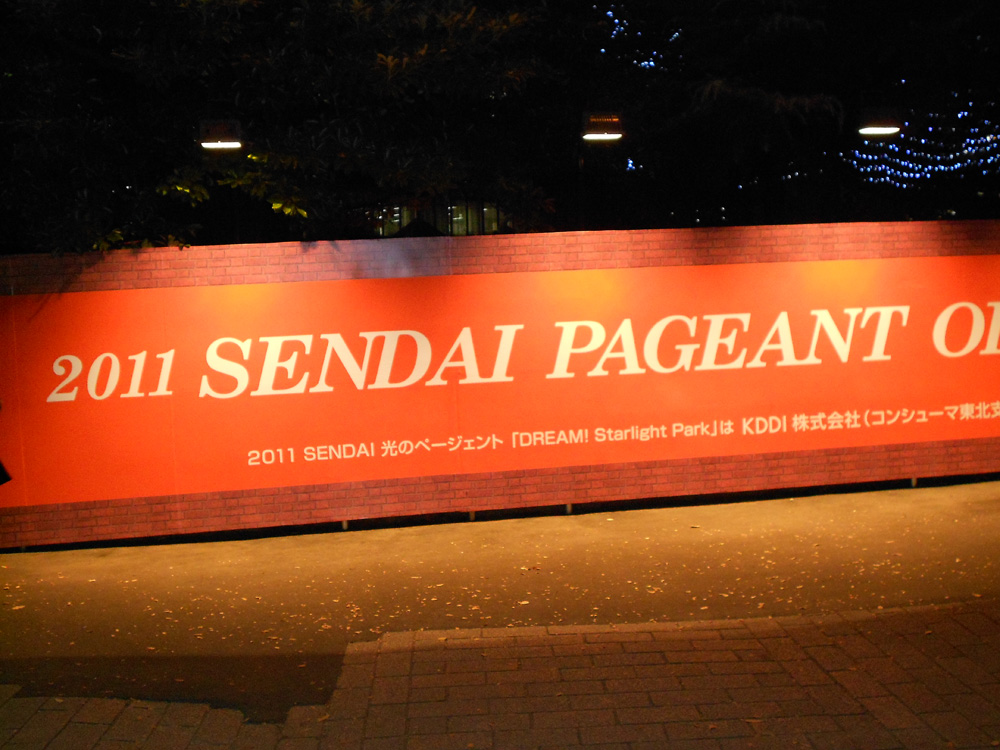 2011 SENDAI PAGEANT
2011 SENDAI 光のページェント 「DREAM! Starlight Park」は KDDI 株式会社（コンシューマ東北支